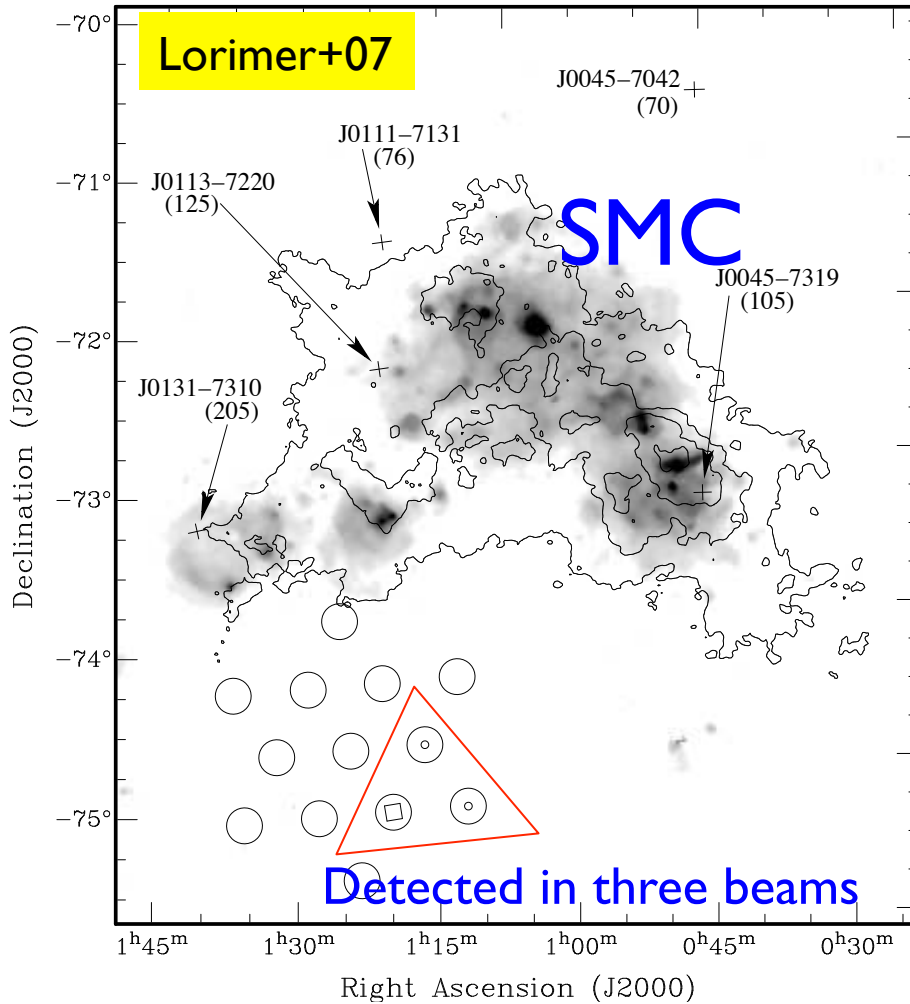 Lorimer+07
J0045−7042
(70)
J0111−7131
(76)
J0113−7220
(125)
SMC
J0045−7319
(105)
J0131−7310
(205)
−70°
−71°
−72°
−73°
−74°
−75°
Declination (J2000)
Detected in three beams
1ʰ45ᵐ 1ʰ30ᵐ 1ʰ15ᵐ 1ʰ00ᵐ 0ʰ45ᵐ 0ʰ30ᵐ
Right Ascension (J2000)